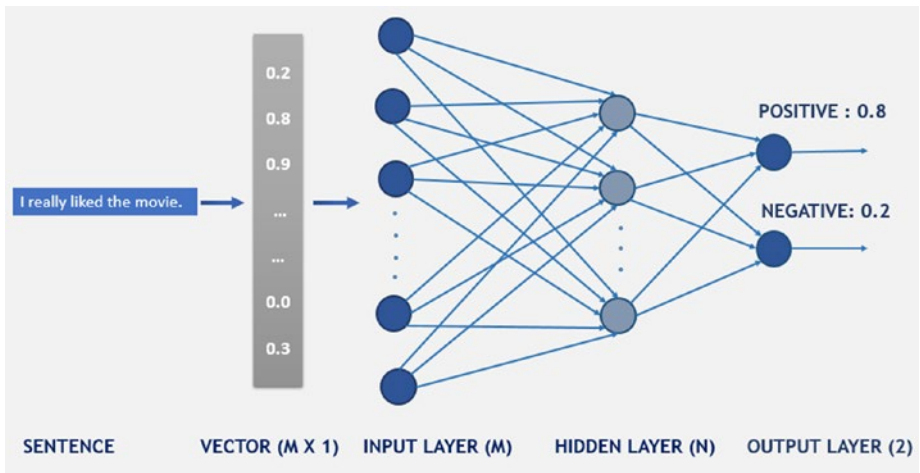 I really liked the movie.
0.2
0.8
0.9
...
...
0.0
0.3
POSITIVE : 0.8
NEGATIVE: 0.2
SENTENCE
VECTOR (M X 1)
INPUT LAYER (M)
HIDDEN LAYER (N)
OUTPUT LAYER (2)